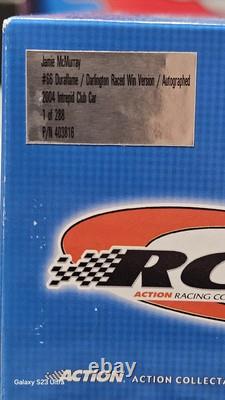 Jamie McMurray
#66 Duraflame / Darlington Raced Win Version / Autographed
2004 Intrepid Club Car
1 of 288
P/N 403816
RC
ACTION RACING CO
ACTION. ACTION COLLECTA
Galaxy S23 Ultra
ebay